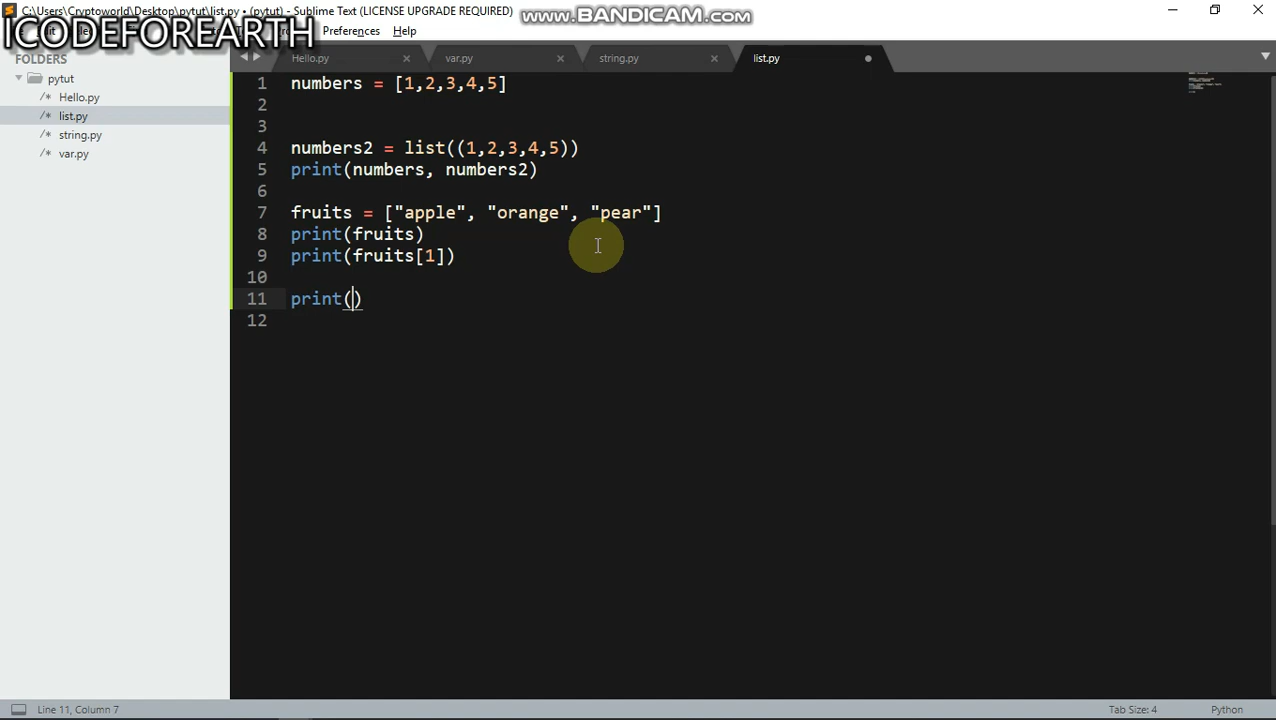 C:\Users\Cryptoworld\Desktop\pytut\list.py • (pytut) - Sublime Text (LICENSE UPGRADE REQUIRED)
www.BANDICAM.com
ICODEFOREARTH
Preferences Help
FOLDERS
pytut
/* Hello.py
/* list.py
/* string.py
/* var.py
Hello.py × var.py × string.py × list.py
1 numbers = [1,2,3,4,5]
2
3
4 numbers2 = list((1,2,3,4,5))
5 print(numbers, numbers2)
6
7 fruits = ["apple", "orange", "pear"]
8 print(fruits)
9 print(fruits[1])
10
11 print()
12
Line 11, Column 7
Tab Size: 4
Python